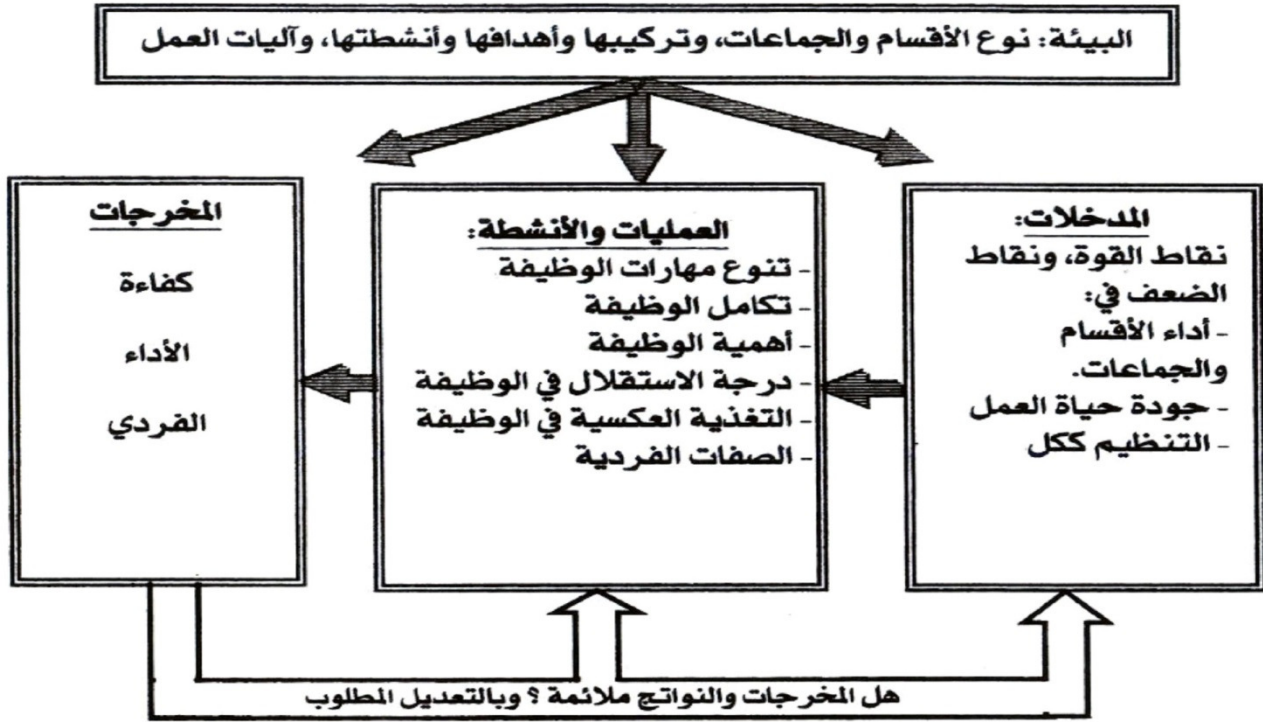 البيئة: نوع الأقسام والجماعات، وتركيبها وأهدافها وأنشطتها، وآليات العمل
المدخلات:
نقاط القوة، ونقاط
الضعف في:
- أداء الأقسام
والجماعات.
- جودة حياة العمل
- التنظيم ككل
العمليات والأنشطة:
- تنوع مهارات الوظيفة
- تكامل الوظيفة
- أهمية الوظيفة
- درجة الاستقلال في الوظيفة
- التغذية العكسية في الوظيفة
- الصفات الفردية
المخرجات
كفاءة
الأداء
الفردي
هل المخرجات والنواتج ملائمة ؟ وبالتعديل المطلوب